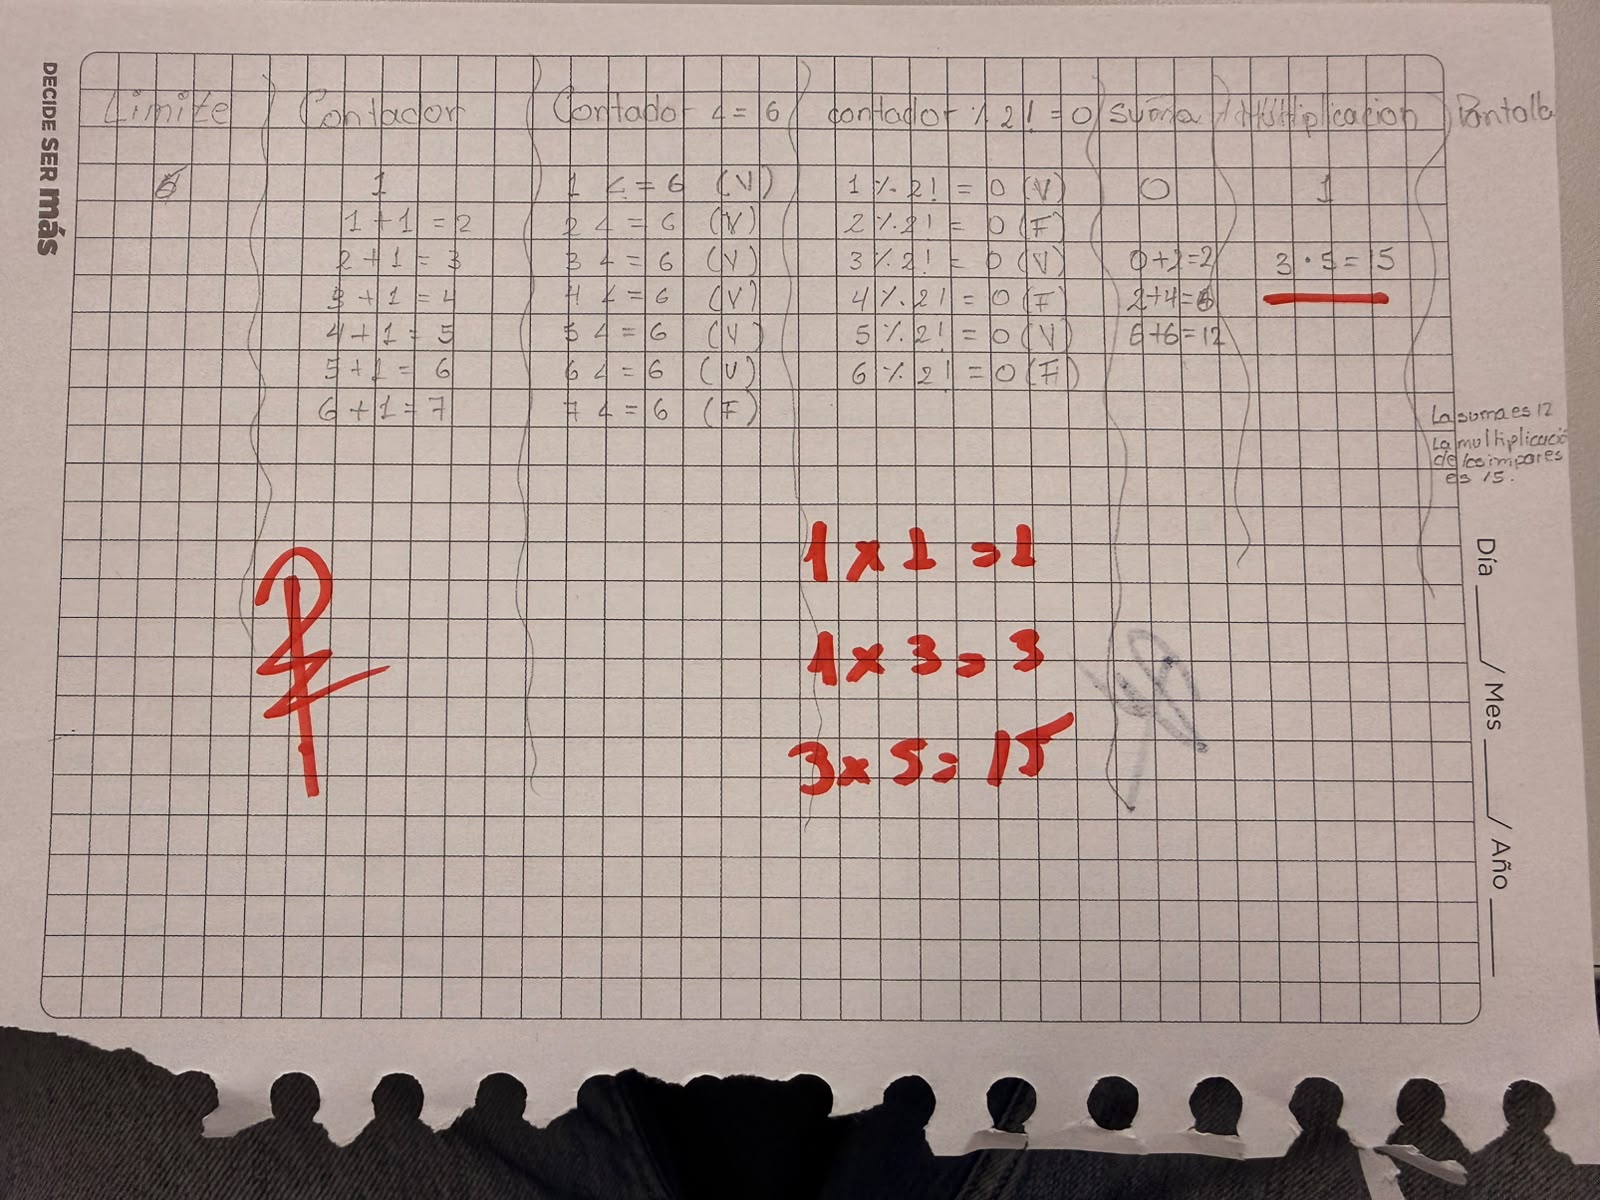 DECIDE SER más
Limite Contador Contador <= 6 contador % 2! = 0 Suma Multiplicacion Pantalla
6 1 1 <= 6 (V) 1 % 2! = 0 (V) 0 1
1 + 1 = 2 2 <= 6 (V) 2 % 2! = 0 (F)
2 + 1 = 3 3 <= 6 (V) 3 % 2! = 0 (V) 0+2=2 3 • 5 = 15
3 + 1 = 4 4 <= 6 (V) 4 % 2! = 0 (F) 2+4=6
4 + 1 = 5 5 <= 6 (V) 5 % 2! = 0 (V) 6+6=12
5 + 1 = 6 6 <= 6 (V) 6 % 2! = 0 (F)
6 + 1 = 7 7 <= 6 (F)
La suma es 12
La multiplicació
de los impares
es 15.
1 x 1 = 1
1 x 3 = 3
3 x 5 = 15
Día / Mes / Año